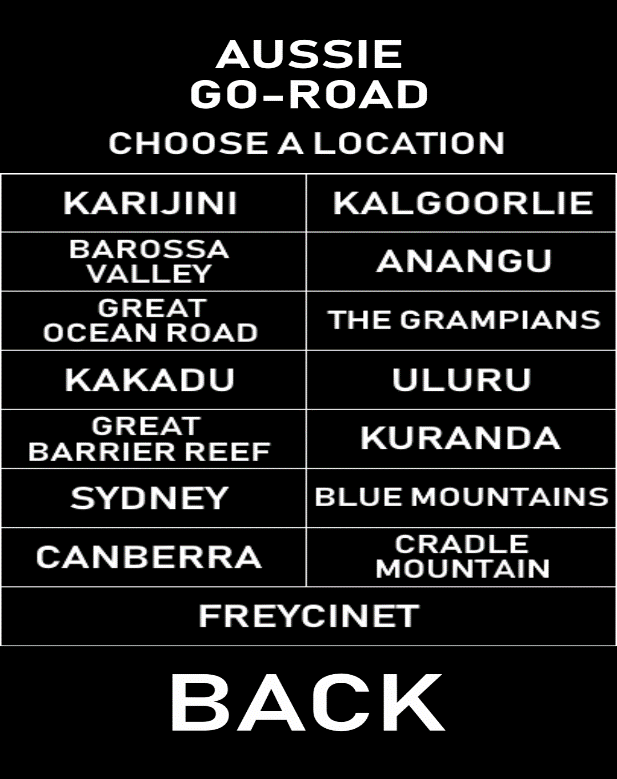 AUSSIE
GO-ROAD
CHOOSE A LOCATION
KARIJINI
KALGOORLIE
BAROSSA
VALLEY
ANANGU
GREAT
OCEAN ROAD
THE GRAMPIANS
KAKADU
ULURU
GREAT
BARRIER REEF
KURANDA
SYDNEY
BLUE MOUNTAINS
CANBERRA
CRADLE
MOUNTAIN
FREYCINET
BACK